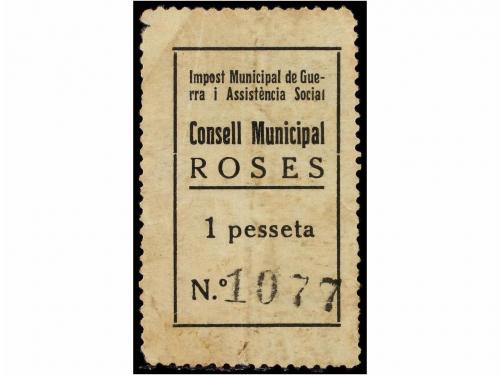 Impost Municipal de Gue-
rra i Assistència Social
Consell Municipal
ROSES
1 pesseta
N.º 1077